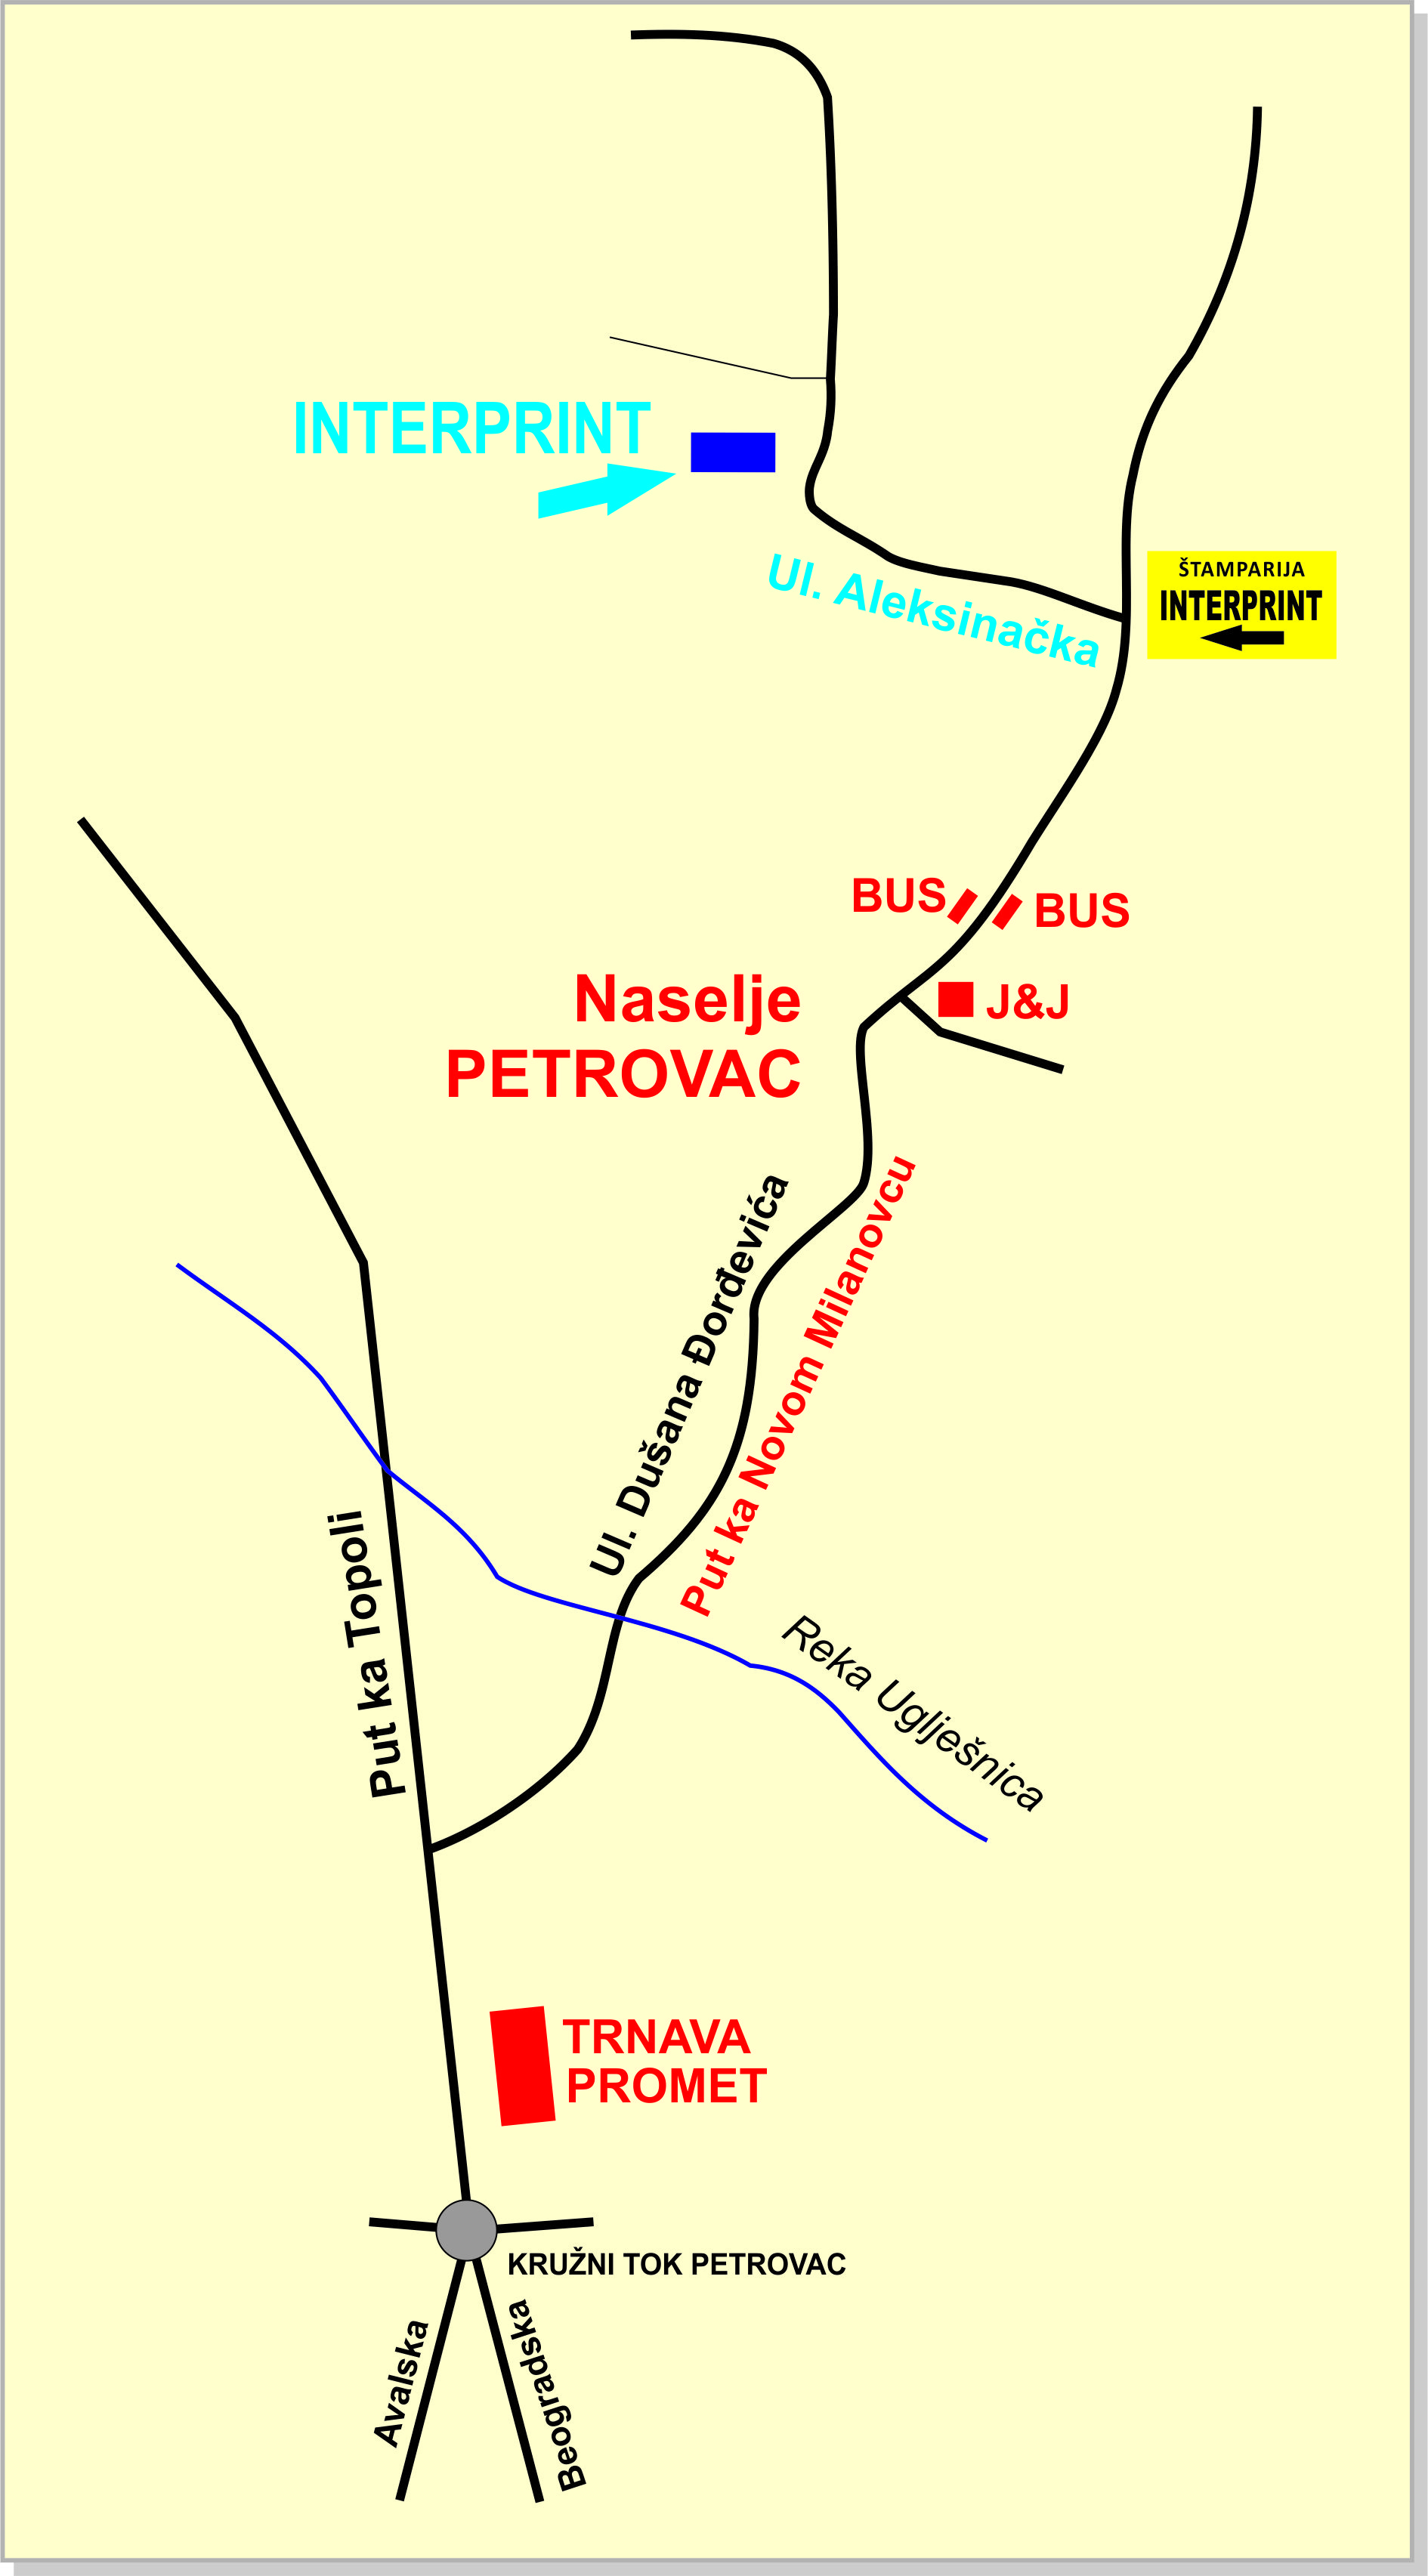 INTERPRINT
Ul. Aleksinačka
ŠTAMPARIJA
INTERPRINT
BUS
BUS
J&J
Naselje
PETROVAC
Ul. Dušana Đorđevića
Put ka Novom Milanovcu
Put ka Topoli
Reka Uglješnica
TRNAVA
PROMET
KRUŽNI TOK PETROVAC
Avalska
Beogradska